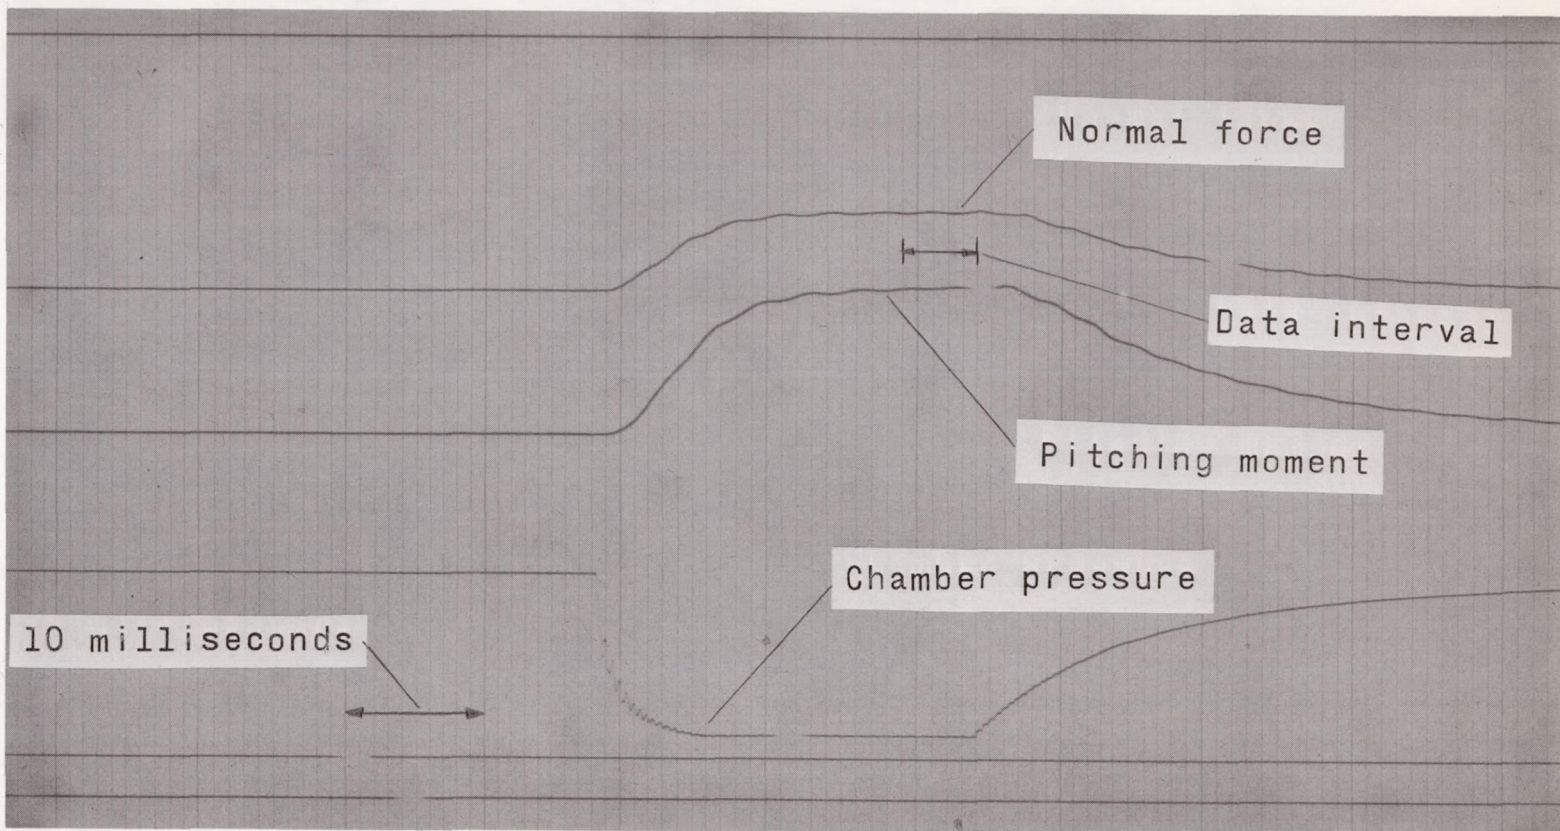 Normal force
Data interval
Pitching moment
Chamber pressure
10 milliseconds